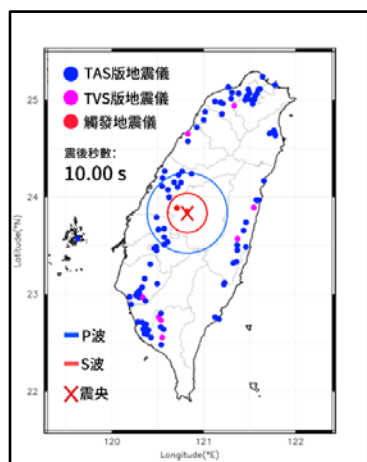 TAS版地震儀
TVS版地震儀
觸發地震儀
震後秒數:
10.00 s
25
24
23
22
Latitude(°N)
P波
S波
震央
120
121
122
Longitude(°E)